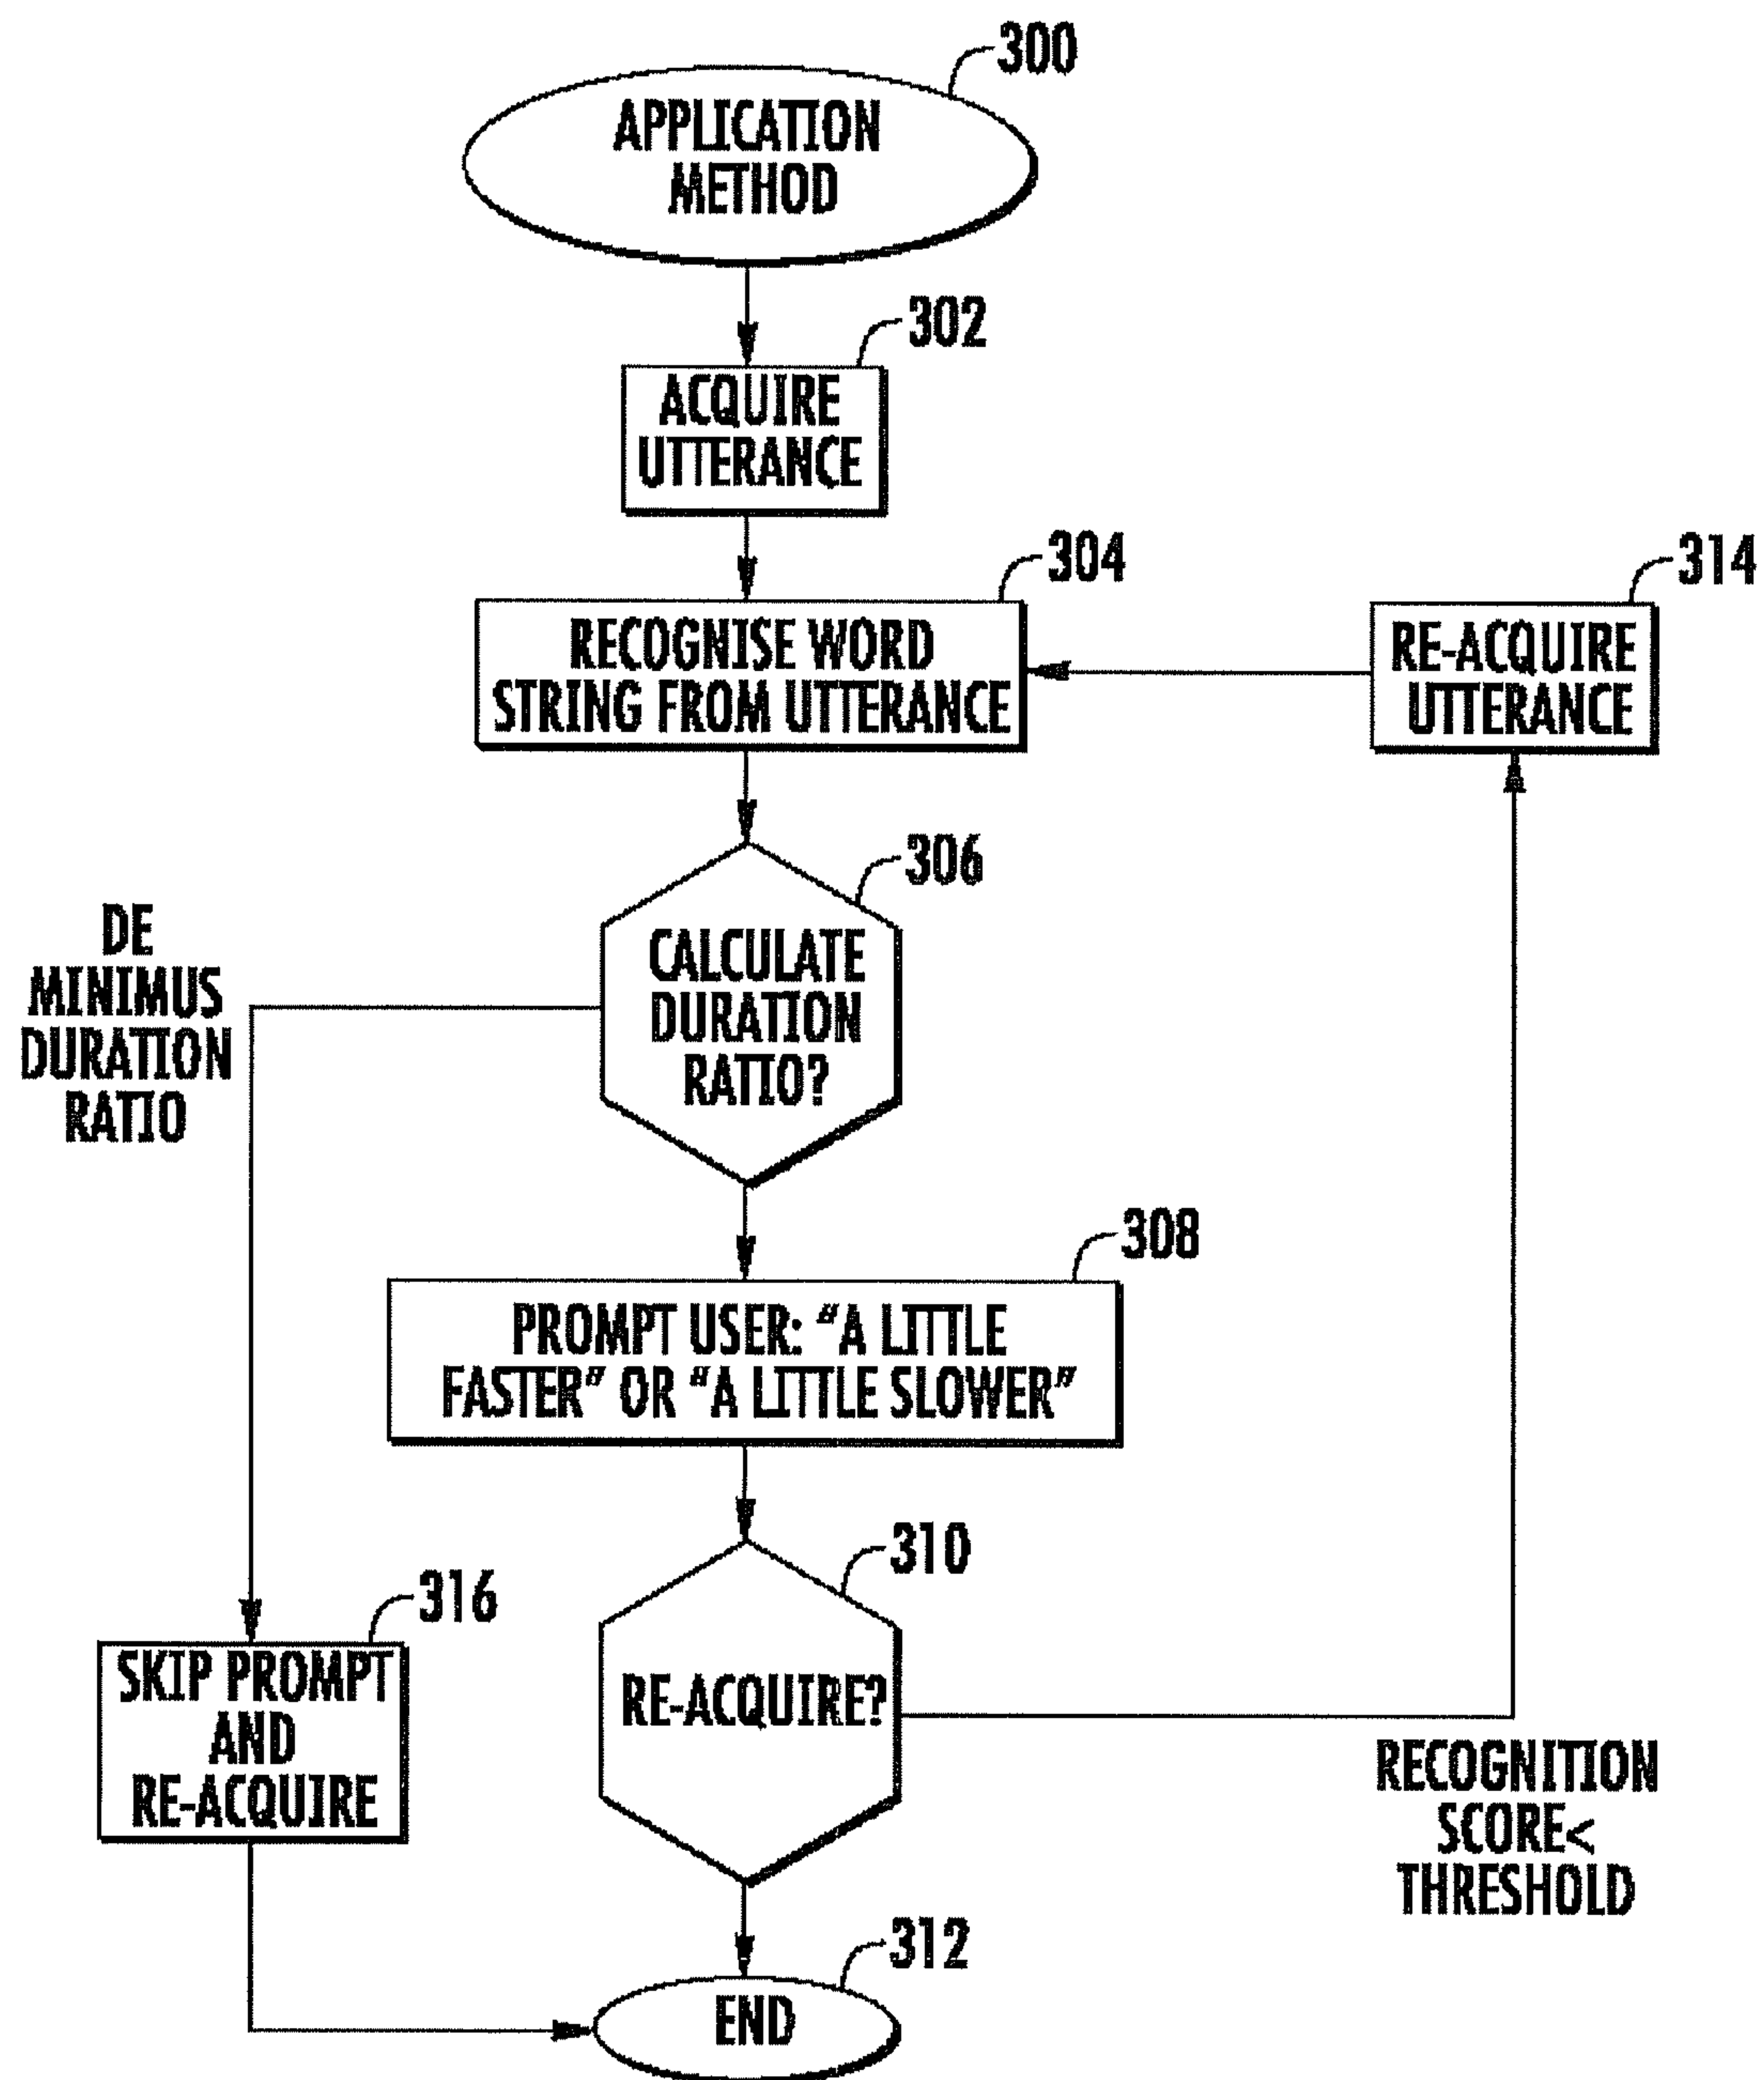 300
APPLICATION
METHOD
302
ACQUIRE
UTTERANCE
304
RECOGNISE WORD
STRING FROM UTTERANCE
314
RE-ACQUIRE
UTTERANCE
306
CALCULATE
DURATION
RATIO?
DE
MINIMUS
DURATION
RATIO
308
PROMPT USER: “A LITTLE
FASTER” OR “A LITTLE SLOWER”
310
RE-ACQUIRE?
316
SKIP PROMPT
AND
RE-ACQUIRE
RECOGNITION
SCORE<
THRESHOLD
312
END